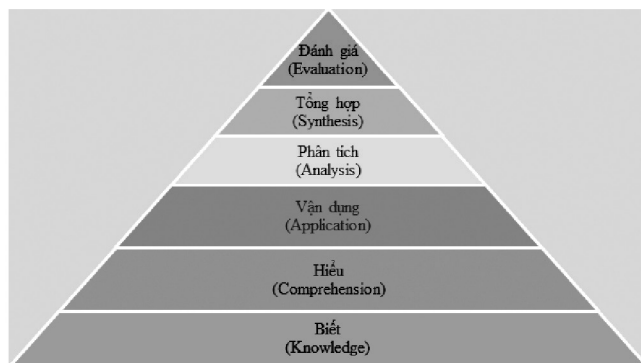 Đánh giá
(Evaluation)
Tổng hợp
(Synthesis)
Phân tích
(Analysis)
Vận dụng
(Application)
Hiểu
(Comprehension)
Biết
(Knowledge)